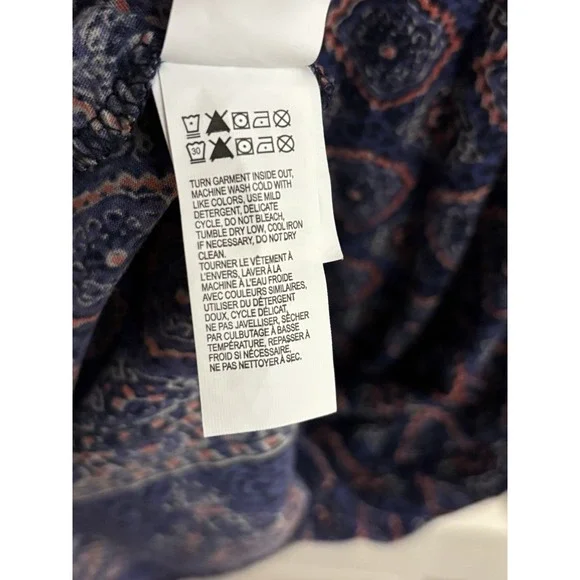 30
TURN GARMENT INSIDE OUT,
MACHINE WASH COLD WITH
LIKE COLORS, USE MILD
DETERGENT, DELICATE
CYCLE, DO NOT BLEACH,
TUMBLE DRY LOW, COOL IRON
IF NECESSARY, DO NOT DRY
CLEAN.
TOURNER LE VÊTEMENT À
L'ENVERS, LAVER À LA
MACHINE À L'EAU FROIDE
AVEC COULEURS SIMILAIRES,
UTILISER DU DÉTERGENT
DOUX, CYCLE DÉLICAT,
NE PAS JAVELLISER, SÉCHER
PAR CULBUTAGE À BASSE
TEMPÉRATURE, REPASSER À
FROID SI NÉCESSAIRE,
NE PAS NETTOYER À SEC.